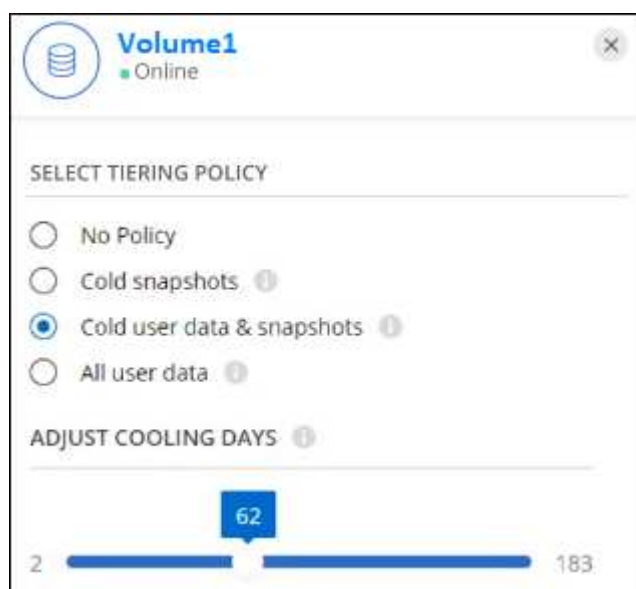 Volume1
Online
SELECT TIERING POLICY
No Policy
Cold snapshots
Cold user data & snapshots
All user data
ADJUST COOLING DAYS
62
2 183